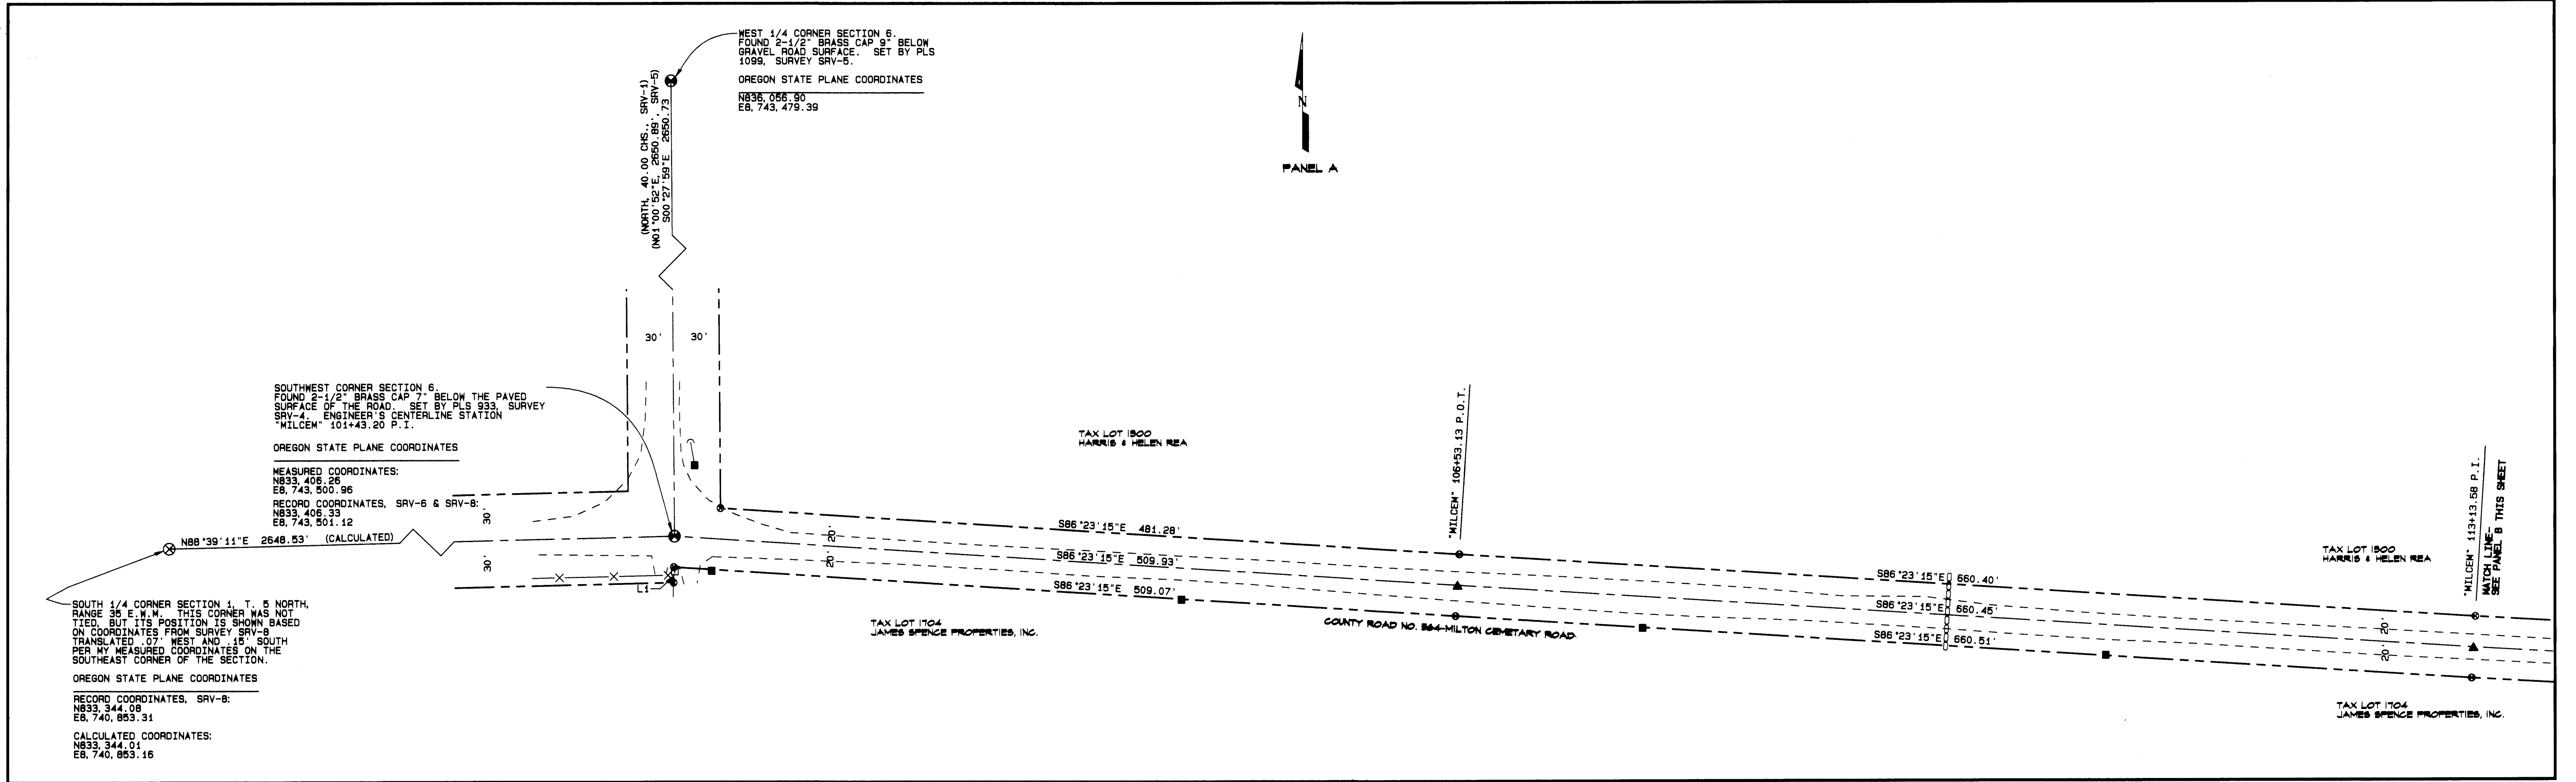 WEST 1/4 CORNER SECTION 6.
FOUND 2-1/2" BRASS CAP 9" BELOW
GRAVEL ROAD SURFACE. SET BY PLS
1099, SURVEY SRV-5.
OREGON STATE PLANE COORDINATES
N836,056.90
E8,743,479.39
(NORTH, 40.00 CHS., SRV-1)
(N01°00'52"E, 2650.89', SRV-5)
S00°27'59"E 2650.73
N
PANEL A
30' 30'
SOUTHWEST CORNER SECTION 6.
FOUND 2-1/2" BRASS CAP 7" BELOW THE PAVED
SURFACE OF THE ROAD. SET BY PLS 933, SURVEY
SRV-4. ENGINEER'S CENTERLINE STATION
"MILCEM" 101+43.20 P.I.
OREGON STATE PLANE COORDINATES
MEASURED COORDINATES:
N833,406.26
E8,743,500.96
RECORD COORDINATES, SRV-6 & SRV-8:
N833,406.33
E8,743,501.12
30'
30'
N88°39'11"E 2648.53' (CALCULATED)
L1
SOUTH 1/4 CORNER SECTION 1, T. 5 NORTH,
RANGE 35 E.W.M. THIS CORNER WAS NOT
TIED, BUT ITS POSITION IS SHOWN BASED
ON COORDINATES FROM SURVEY SRV-8
TRANSLATED .07' WEST AND .15' SOUTH
PER MY MEASURED COORDINATES ON THE
SOUTHEAST CORNER OF THE SECTION.
OREGON STATE PLANE COORDINATES
RECORD COORDINATES, SRV-8:
N833,344.08
E8,740,853.31
CALCULATED COORDINATES:
N833,344.01
E8,740,853.16
20'
20'
TAX LOT 1500
HARRIS & HELEN REA
S86°23'15"E 481.28'
S86°23'15"E 509.93'
S86°23'15"E 509.07'
TAX LOT 1704
JAMES SPENCE PROPERTIES, INC.
"MILCEM" 106+53.13 P.O.T.
COUNTY ROAD NO. 564-MILTON CEMETARY ROAD
S86°23'15"E 660.40'
S86°23'15"E 660.45'
S86°23'15"E 660.51'
TAX LOT 1500
HARRIS & HELEN REA
20'
20'
"MILCEM" 113+13.58 P.I.
MATCH LINE-
SEE PANEL B THIS SHEET
TAX LOT 1704
JAMES SPENCE PROPERTIES, INC.